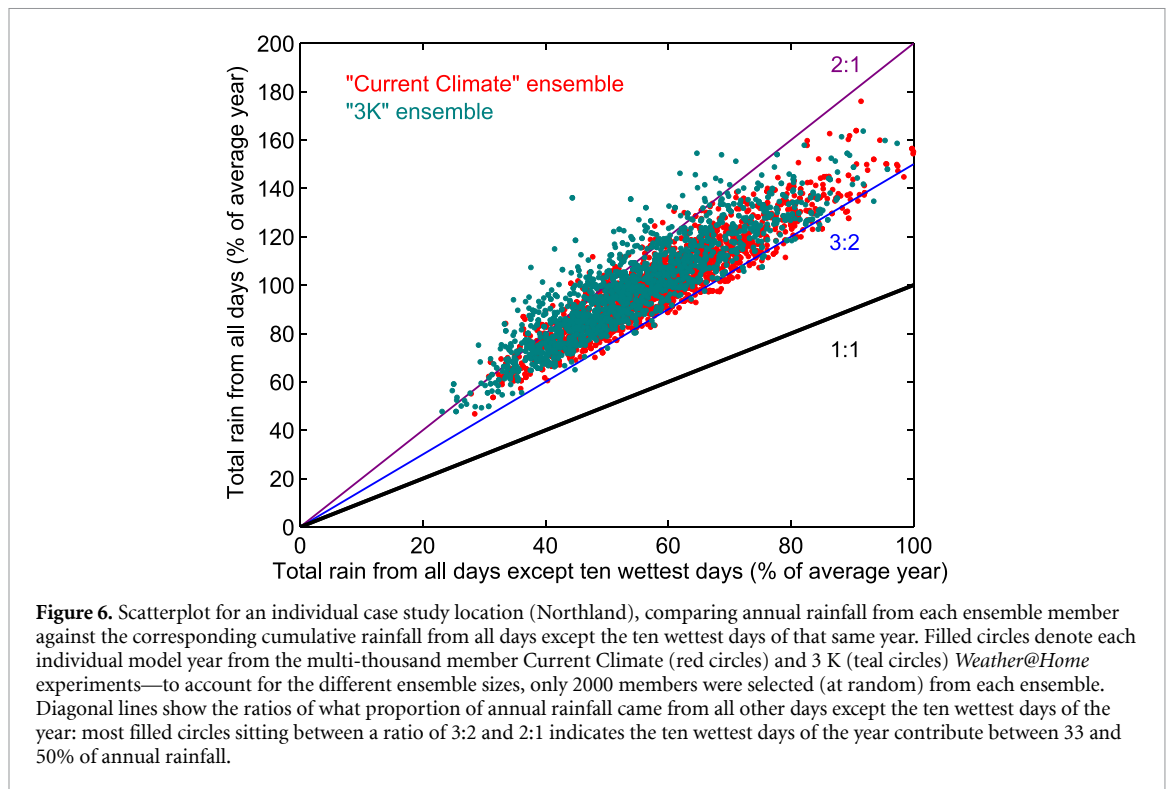 200
180
160
140
120
100
80
60
40
20
0
Total rain from all days (% of average year)
"Current Climate" ensemble
"3K" ensemble
2:1
3:2
1:1
0 20 40 60 80 100
Total rain from all days except ten wettest days (% of average year)
Figure 6. Scatterplot for an individual case study location (Northland), comparing annual rainfall from each ensemble member
against the corresponding cumulative rainfall from all days except the ten wettest days of that same year. Filled circles denote each
individual model year from the multi-thousand member Current Climate (red circles) and 3 K (teal circles) Weather@Home
experiments—to account for the different ensemble sizes, only 2000 members were selected (at random) from each ensemble.
Diagonal lines show the ratios of what proportion of annual rainfall came from all other days except the ten wettest days of the
year: most filled circles sitting between a ratio of 3:2 and 2:1 indicates the ten wettest days of the year contribute between 33 and
50% of annual rainfall.